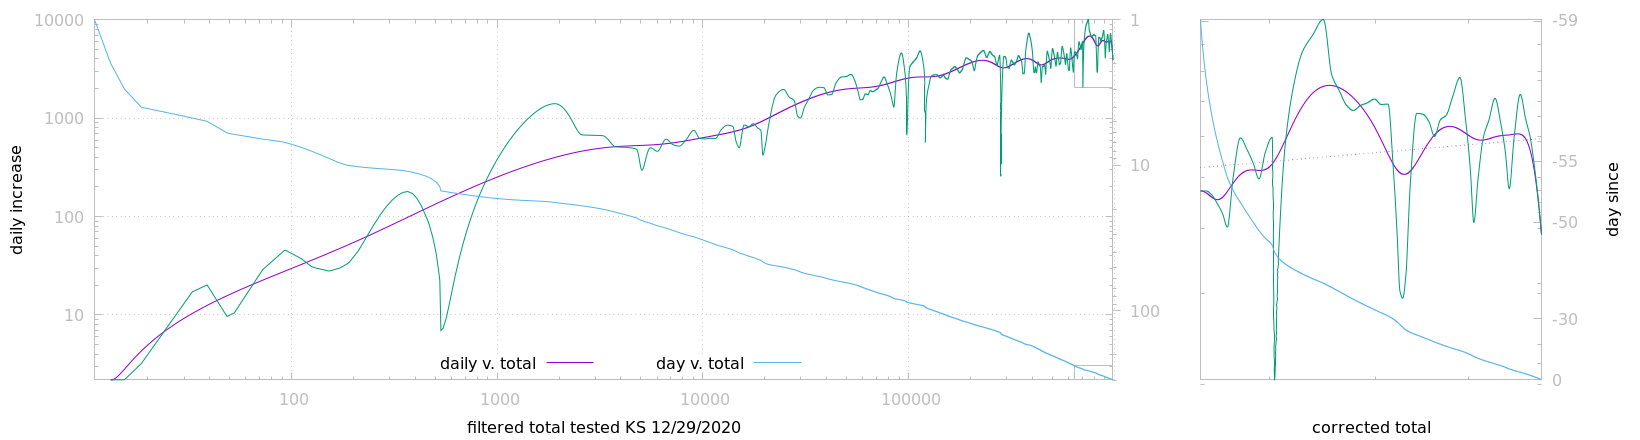 10000
1000
100
10
daily increase
1
10
100
-59
-55
-50
-30
0
day since
daily v. total
day v. total
100
1000
10000
100000
filtered total tested KS 12/29/2020
corrected total